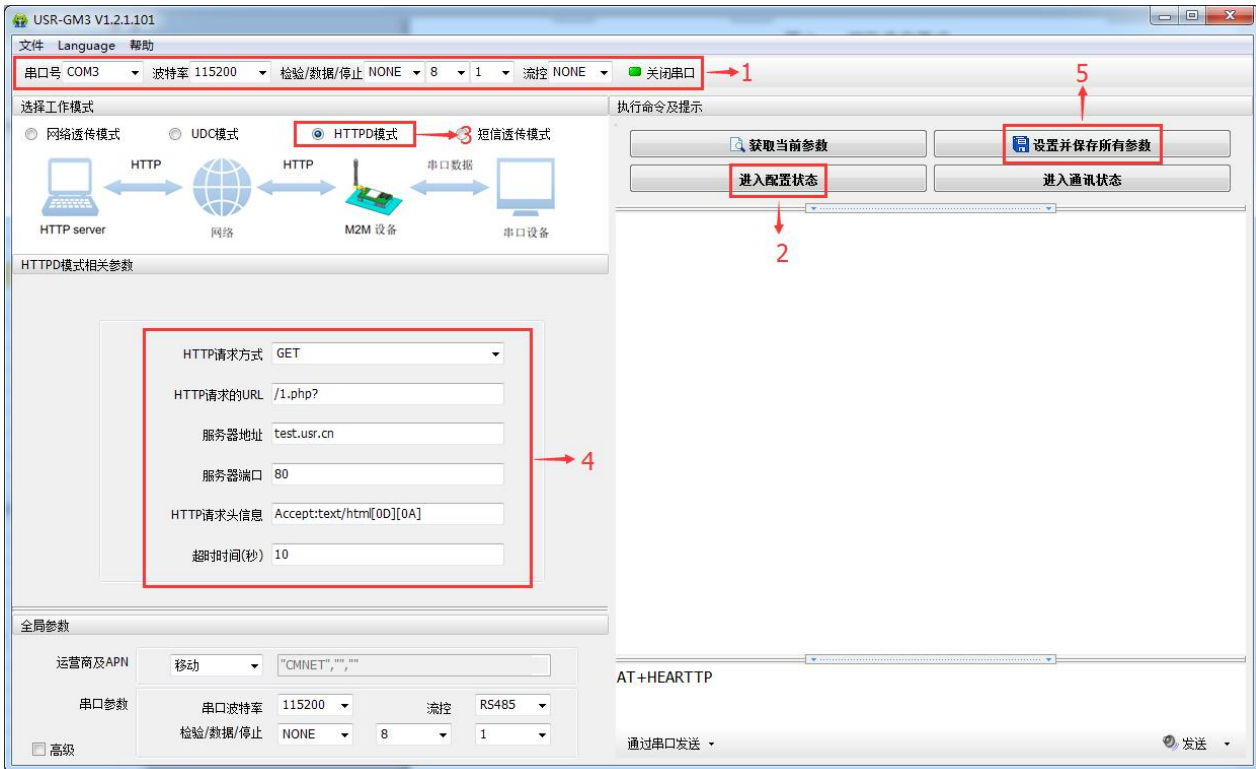 USR-GM3 V1.2.1.101
文件 Language 帮助
串口号 COM3 波特率 115200 检验/数据/停止 NONE 8 1 流控 NONE 关闭串口 1
5
选择工作模式
网络透传模式 UDC模式 HTTPD模式 3 短信透传模式
HTTP HTTP 串口数据
HTTP server 网络 M2M 设备 串口设备
HTTPD模式相关参数
HTTP请求方式 GET
HTTP请求的URL /1.php?
服务器地址 test.usr.cn
服务器端口 80
HTTP请求头信息 Accept:text/html[0D][0A]
超时时间(秒) 10
4
全局参数
运营商及APN 移动 "CMNET","",""
串口参数 串口波特率 115200 流控 RS485
检验/数据/停止 NONE 8 1
高级
执行命令及提示
获取当前参数 设置并保存所有参数
进入配置状态 进入通讯状态
2
AT+HEARTTP
通过串口发送 发送